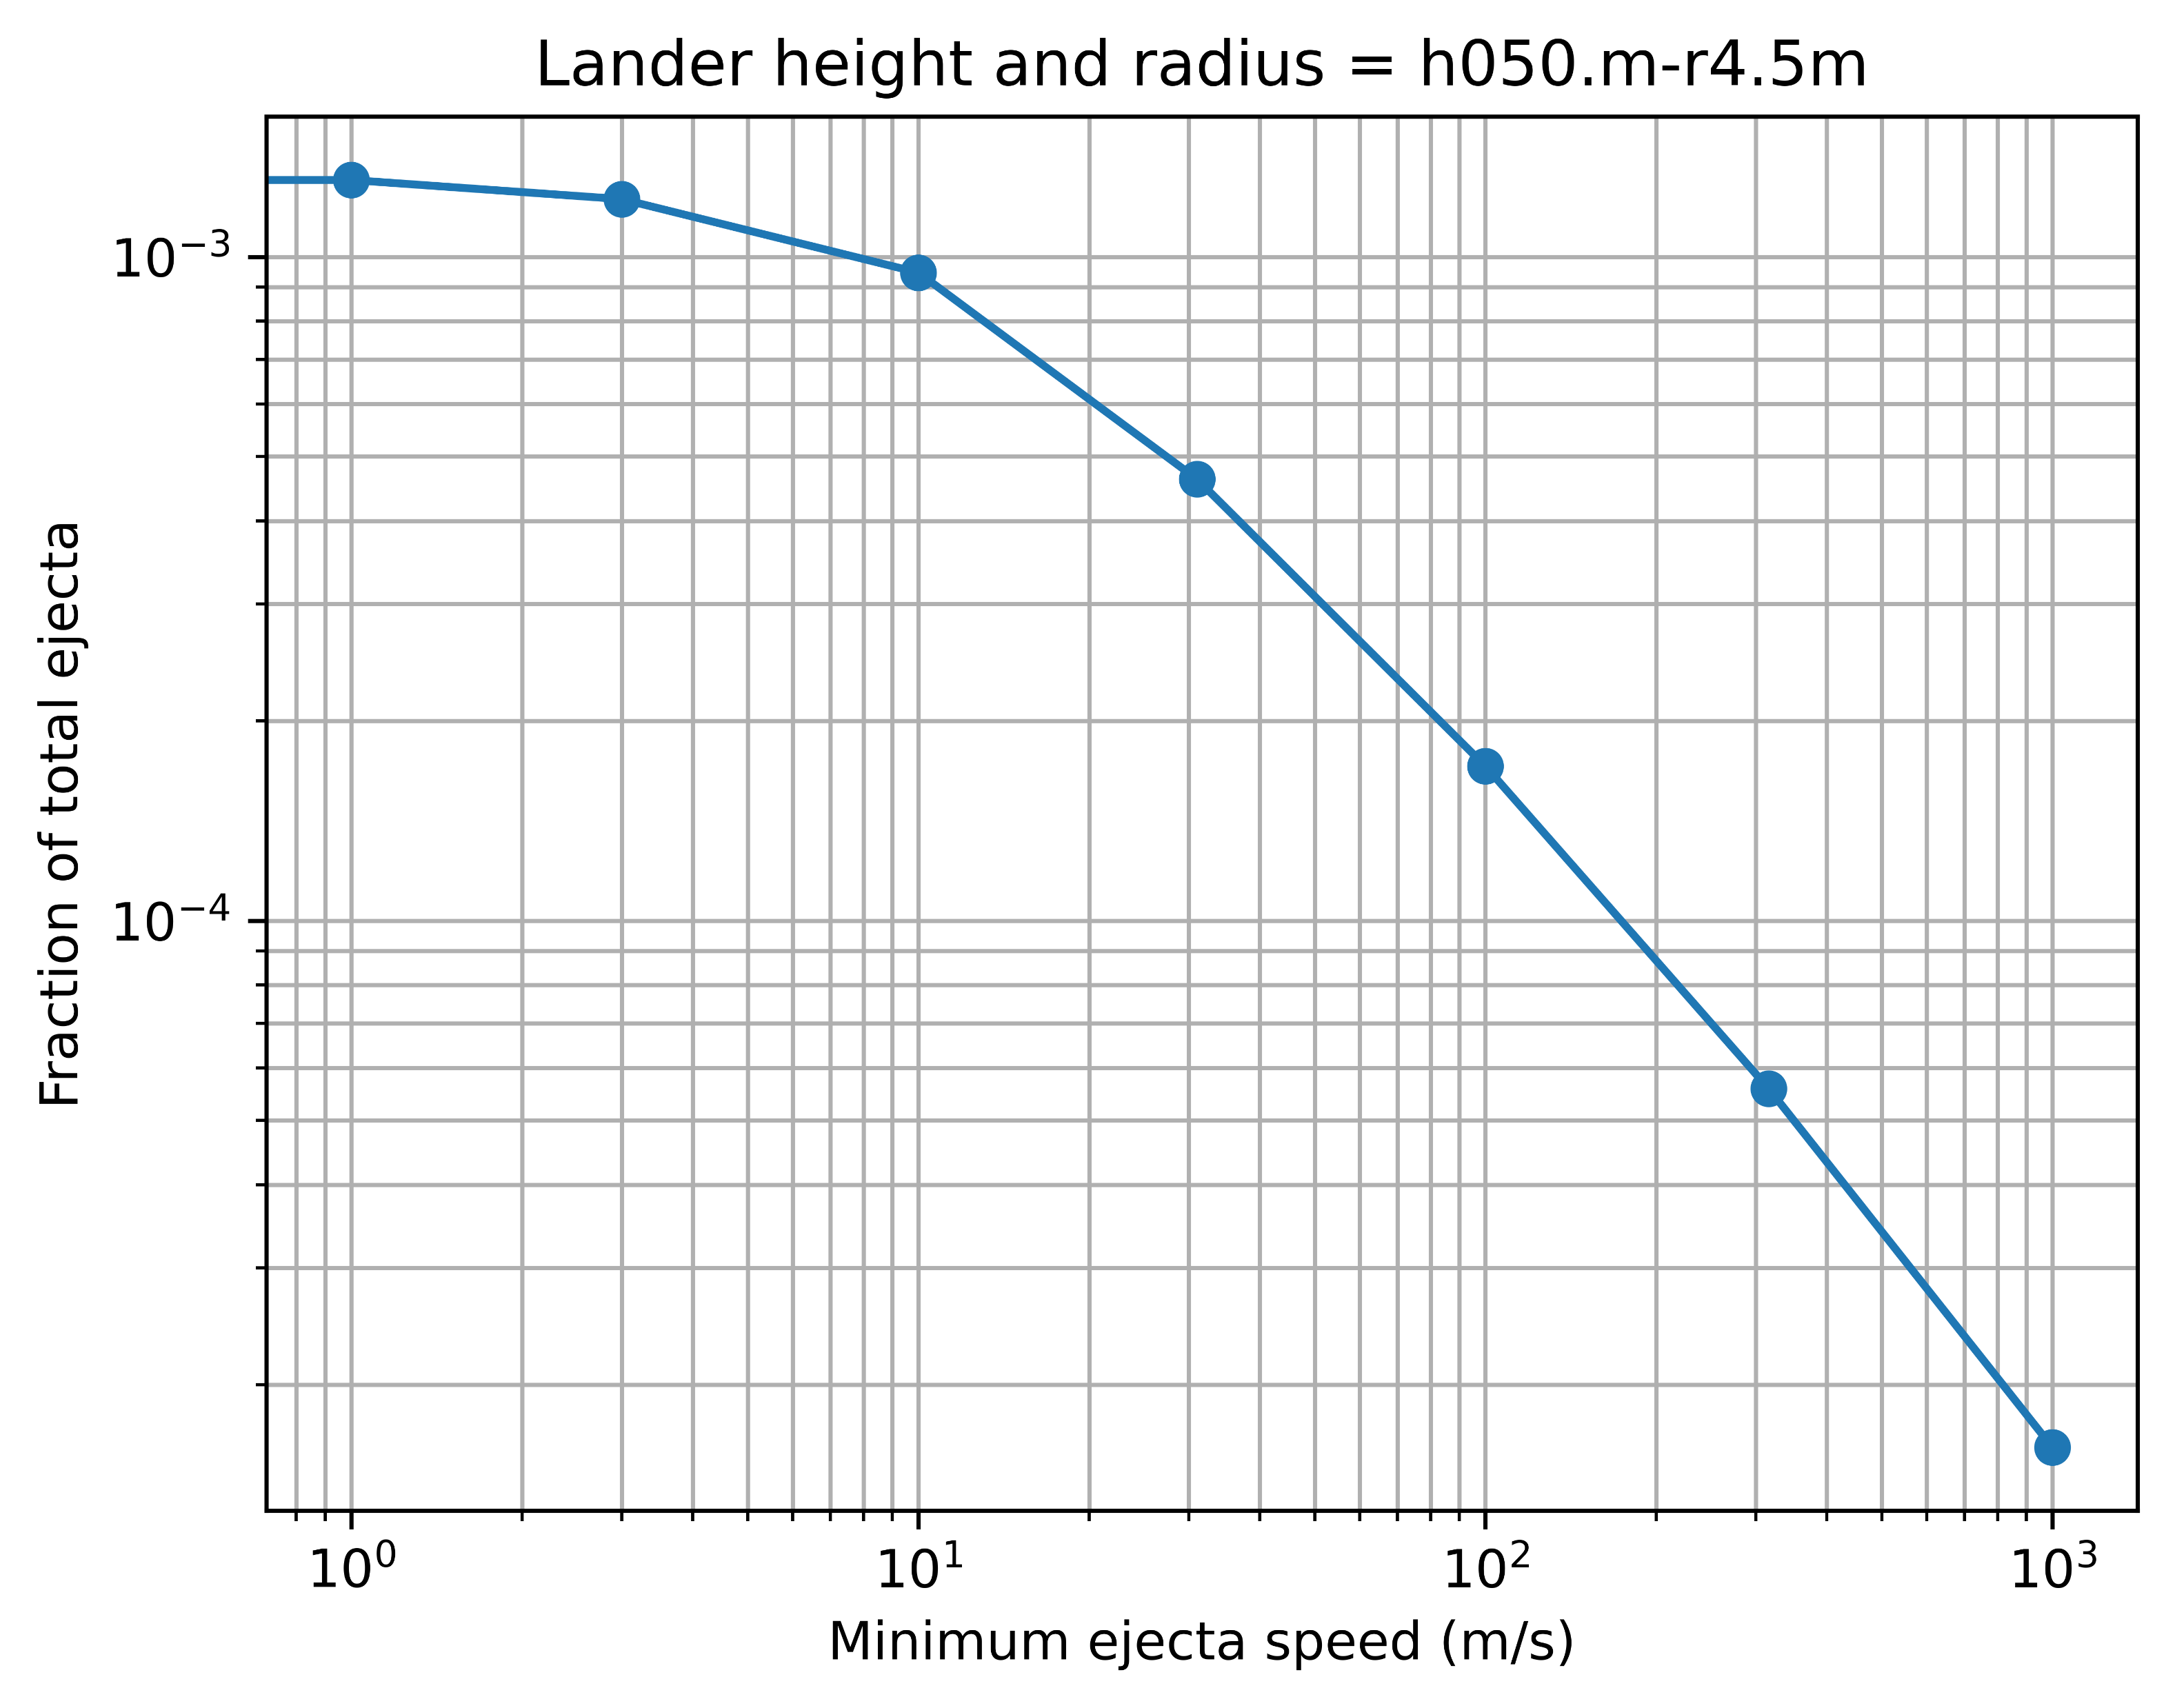 Lander height and radius = h050.m-r4.5m
Fraction of total ejecta
10⁻³
10⁻⁴
10⁰
10¹
10²
10³
Minimum ejecta speed (m/s)